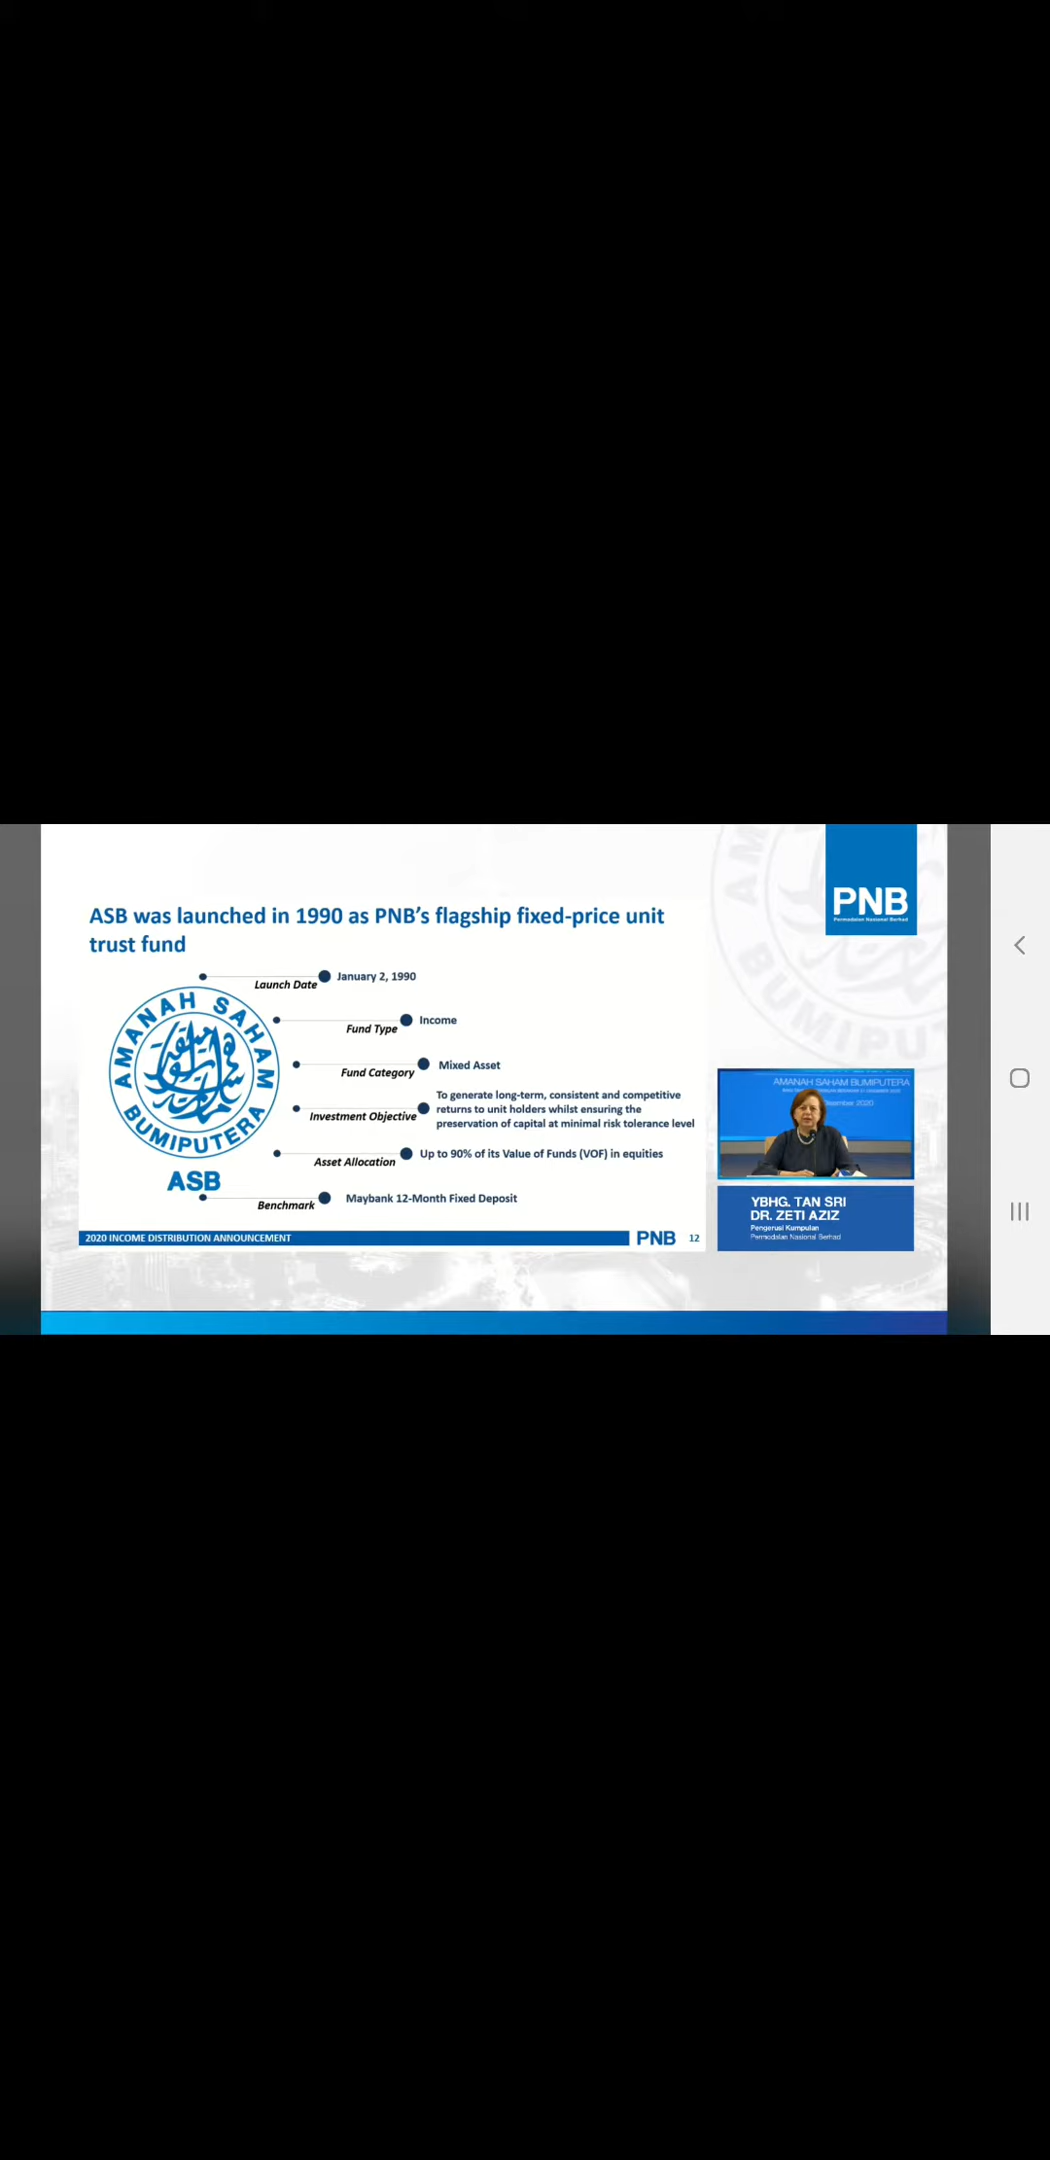 PNB
Permodalan Nasional Berhad
ASB was launched in 1990 as PNB's flagship fixed-price unit
trust fund
Launch Date
January 2, 1990
Fund Type
Income
Fund Category
Mixed Asset
Investment Objective
To generate long-term, consistent and competitive
returns to unit holders whilst ensuring the
preservation of capital at minimal risk tolerance level
Asset Allocation
Up to 90% of its Value of Funds (VOF) in equities
Benchmark
Maybank 12-Month Fixed Deposit
AMANAH SAHAM
BUMIPUTERA
ASB
2020 INCOME DISTRIBUTION ANNOUNCEMENT
PNB
12
AMANAH SAHAM BUMIPUTERA
2020
YBHG. TAN SRI
DR. ZETI AZIZ
Pengerusi Kumpulan
Permodalan Nasional Berhad
AM
BUMIPUT